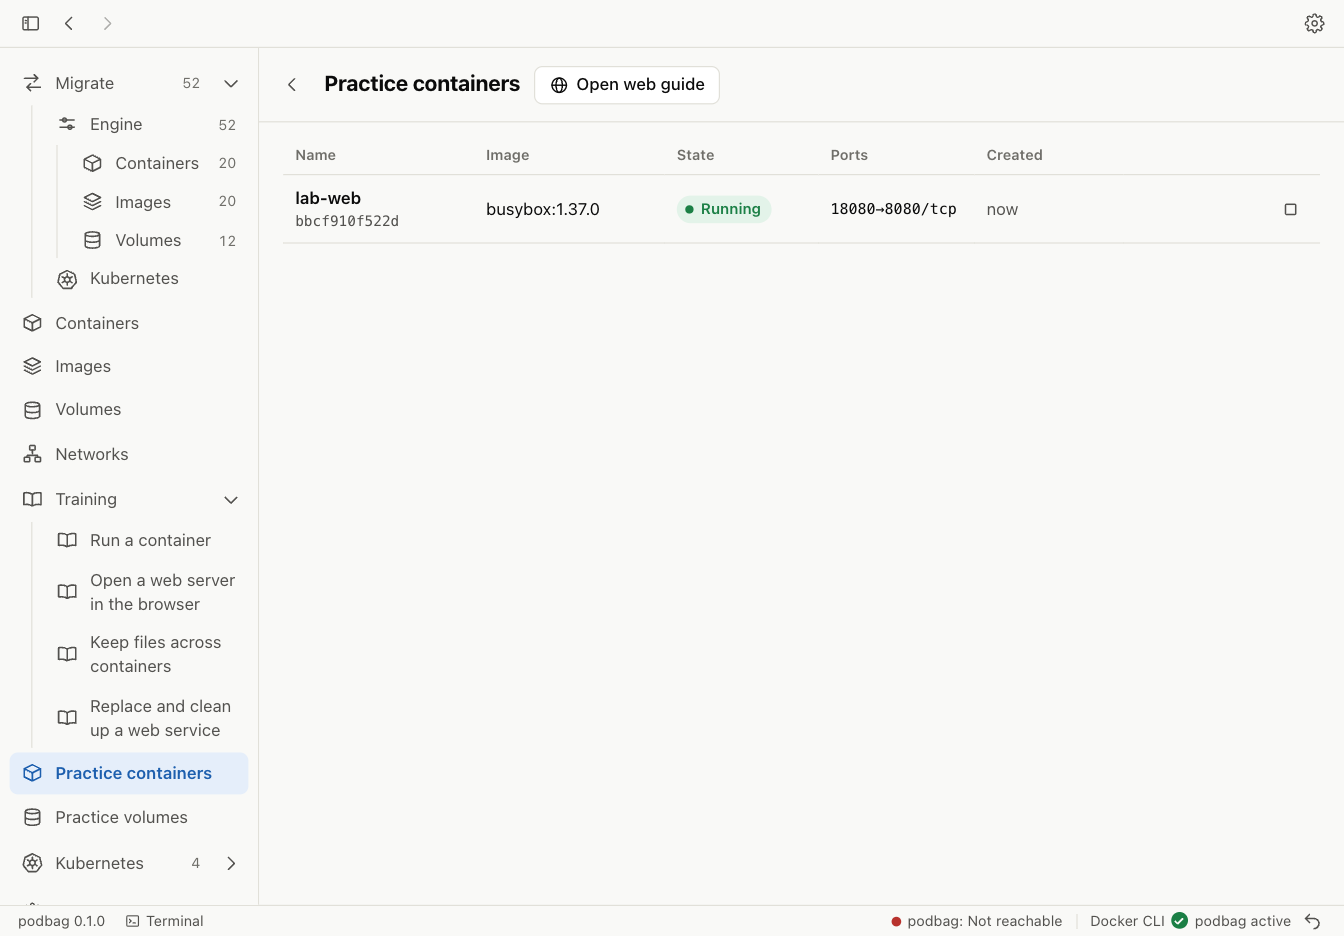 Migrate 52
Engine 52
Containers 20
Images 20
Volumes 12
Kubernetes
Containers
Images
Volumes
Networks
Training
Run a container
Open a web server
in the browser
Keep files across
containers
Replace and clean
up a web service
Practice containers
Practice volumes
Kubernetes 4
Practice containers
Open web guide
Name Image State Ports Created
lab-web
bbcf910f522d
busybox:1.37.0 Running 18080→8080/tcp now
podbag 0.1.0 Terminal podbag: Not reachable Docker CLI podbag active